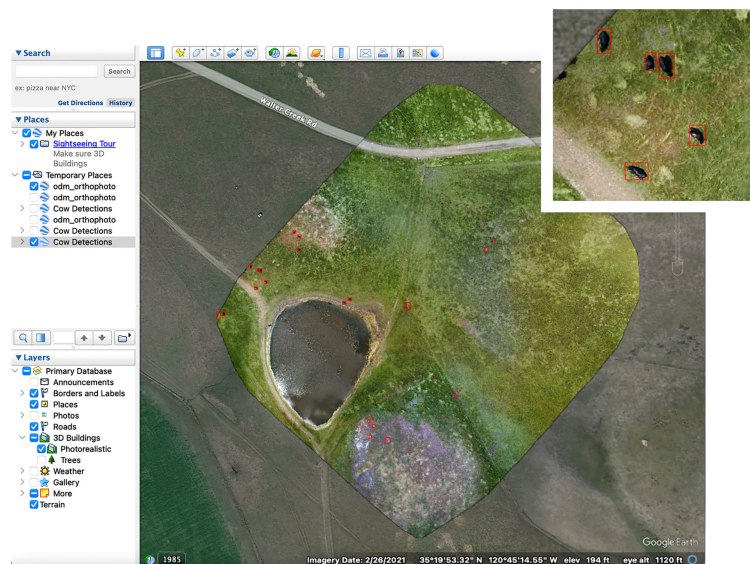 ▼ Search
Search
ex: pizza near NYC
Get Directions History
▼ Places
My Places
Sightseeing Tour
Make sure 3D
Buildings
Temporary Places
odm_orthophoto
odm_orthophoto
Cow Detections
odm_orthophoto
Cow Detections
Cow Detections
▼ Layers
Primary Database
Announcements
Borders and Labels
Places
Photos
Roads
3D Buildings
Photorealistic
Trees
Weather
Gallery
More
Terrain
Walter Creek Rd
Google Earth
1985
Imagery Date: 2/26/2021 35°19'53.32" N 120°45'14.55" W elev 194 ft eye alt 1120 ft